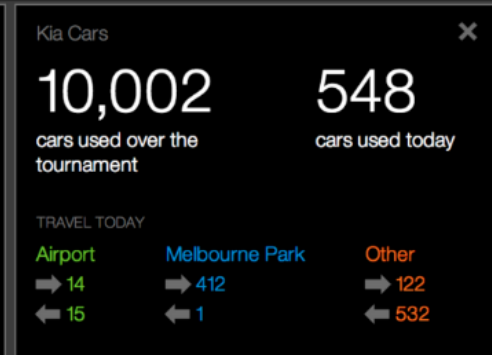 Kia Cars
10,002 548
cars used over the cars used today
tournament
TRAVEL TODAY
Airport Melbourne Park Other
14 412 122
15 1 532